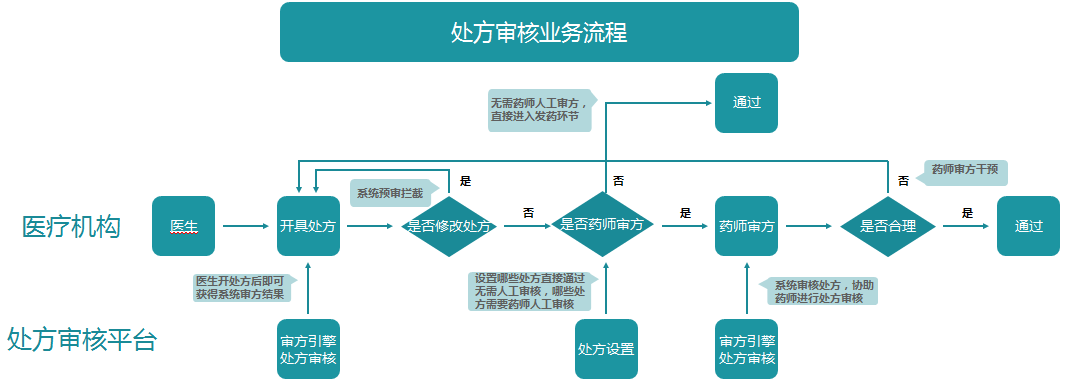 处方审核业务流程
无需药师人工审方，
直接进入发药环节
通过
系统预审拦截
是
否
药师审方干预
否
医疗机构
医生
开具处方
是否修改处方
否
是否药师审方
是
药师审方
是否合理
是
通过
医生开处方后即可
获得系统审方结果
设置哪些处方直接通过
无需人工审核，哪些处
方需要药师人工审核
系统审核处方，协助
药师进行处方审核
处方审核平台
审方引擎
处方审核
处方设置
审方引擎
处方审核